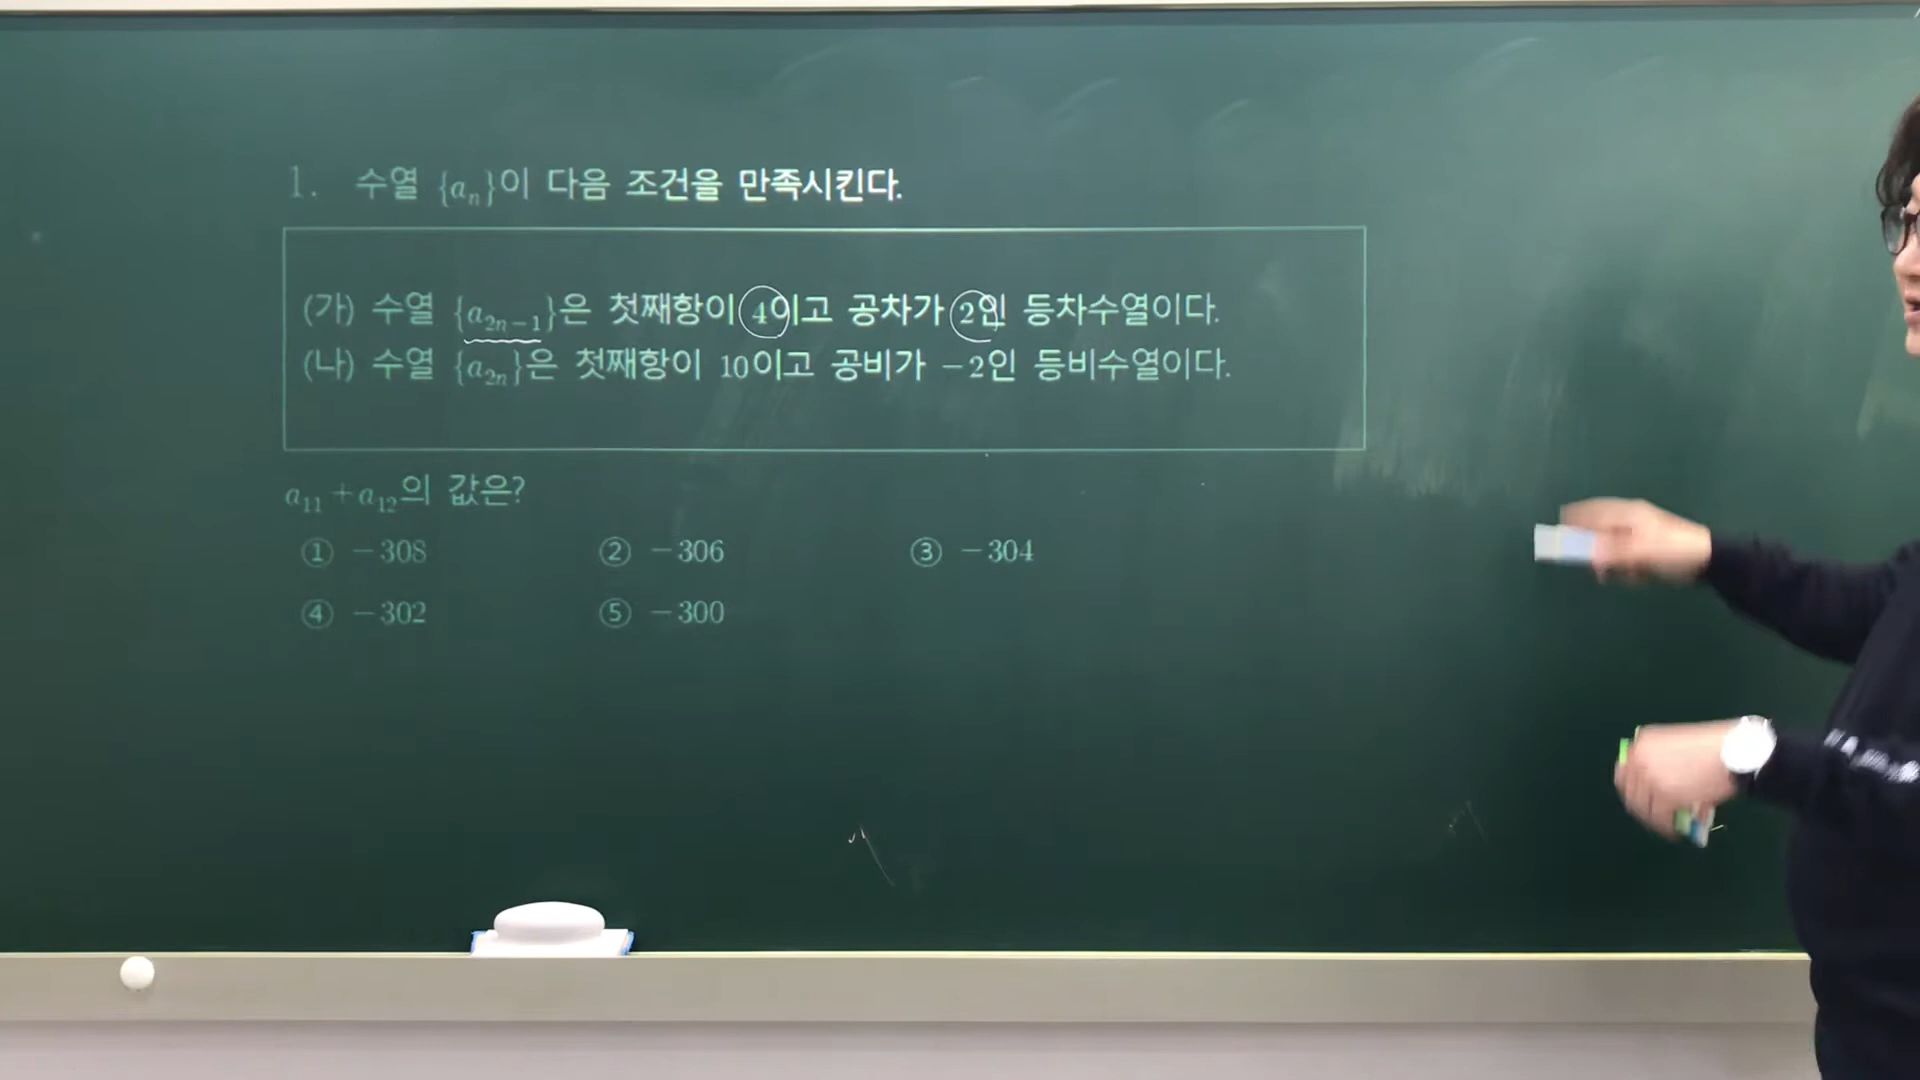 1. 수열 {aₙ}이 다음 조건을 만족시킨다.
(가) 수열 {a₂ₙ₋₁}은 첫째항이 4이고 공차가 2인 등차수열이다.
(나) 수열 {a₂ₙ}은 첫째항이 10이고 공비가 −2인 등비수열이다.
a₁₁+a₁₂의 값은?
① −308 ② −306 ③ −304
④ −302 ⑤ −300